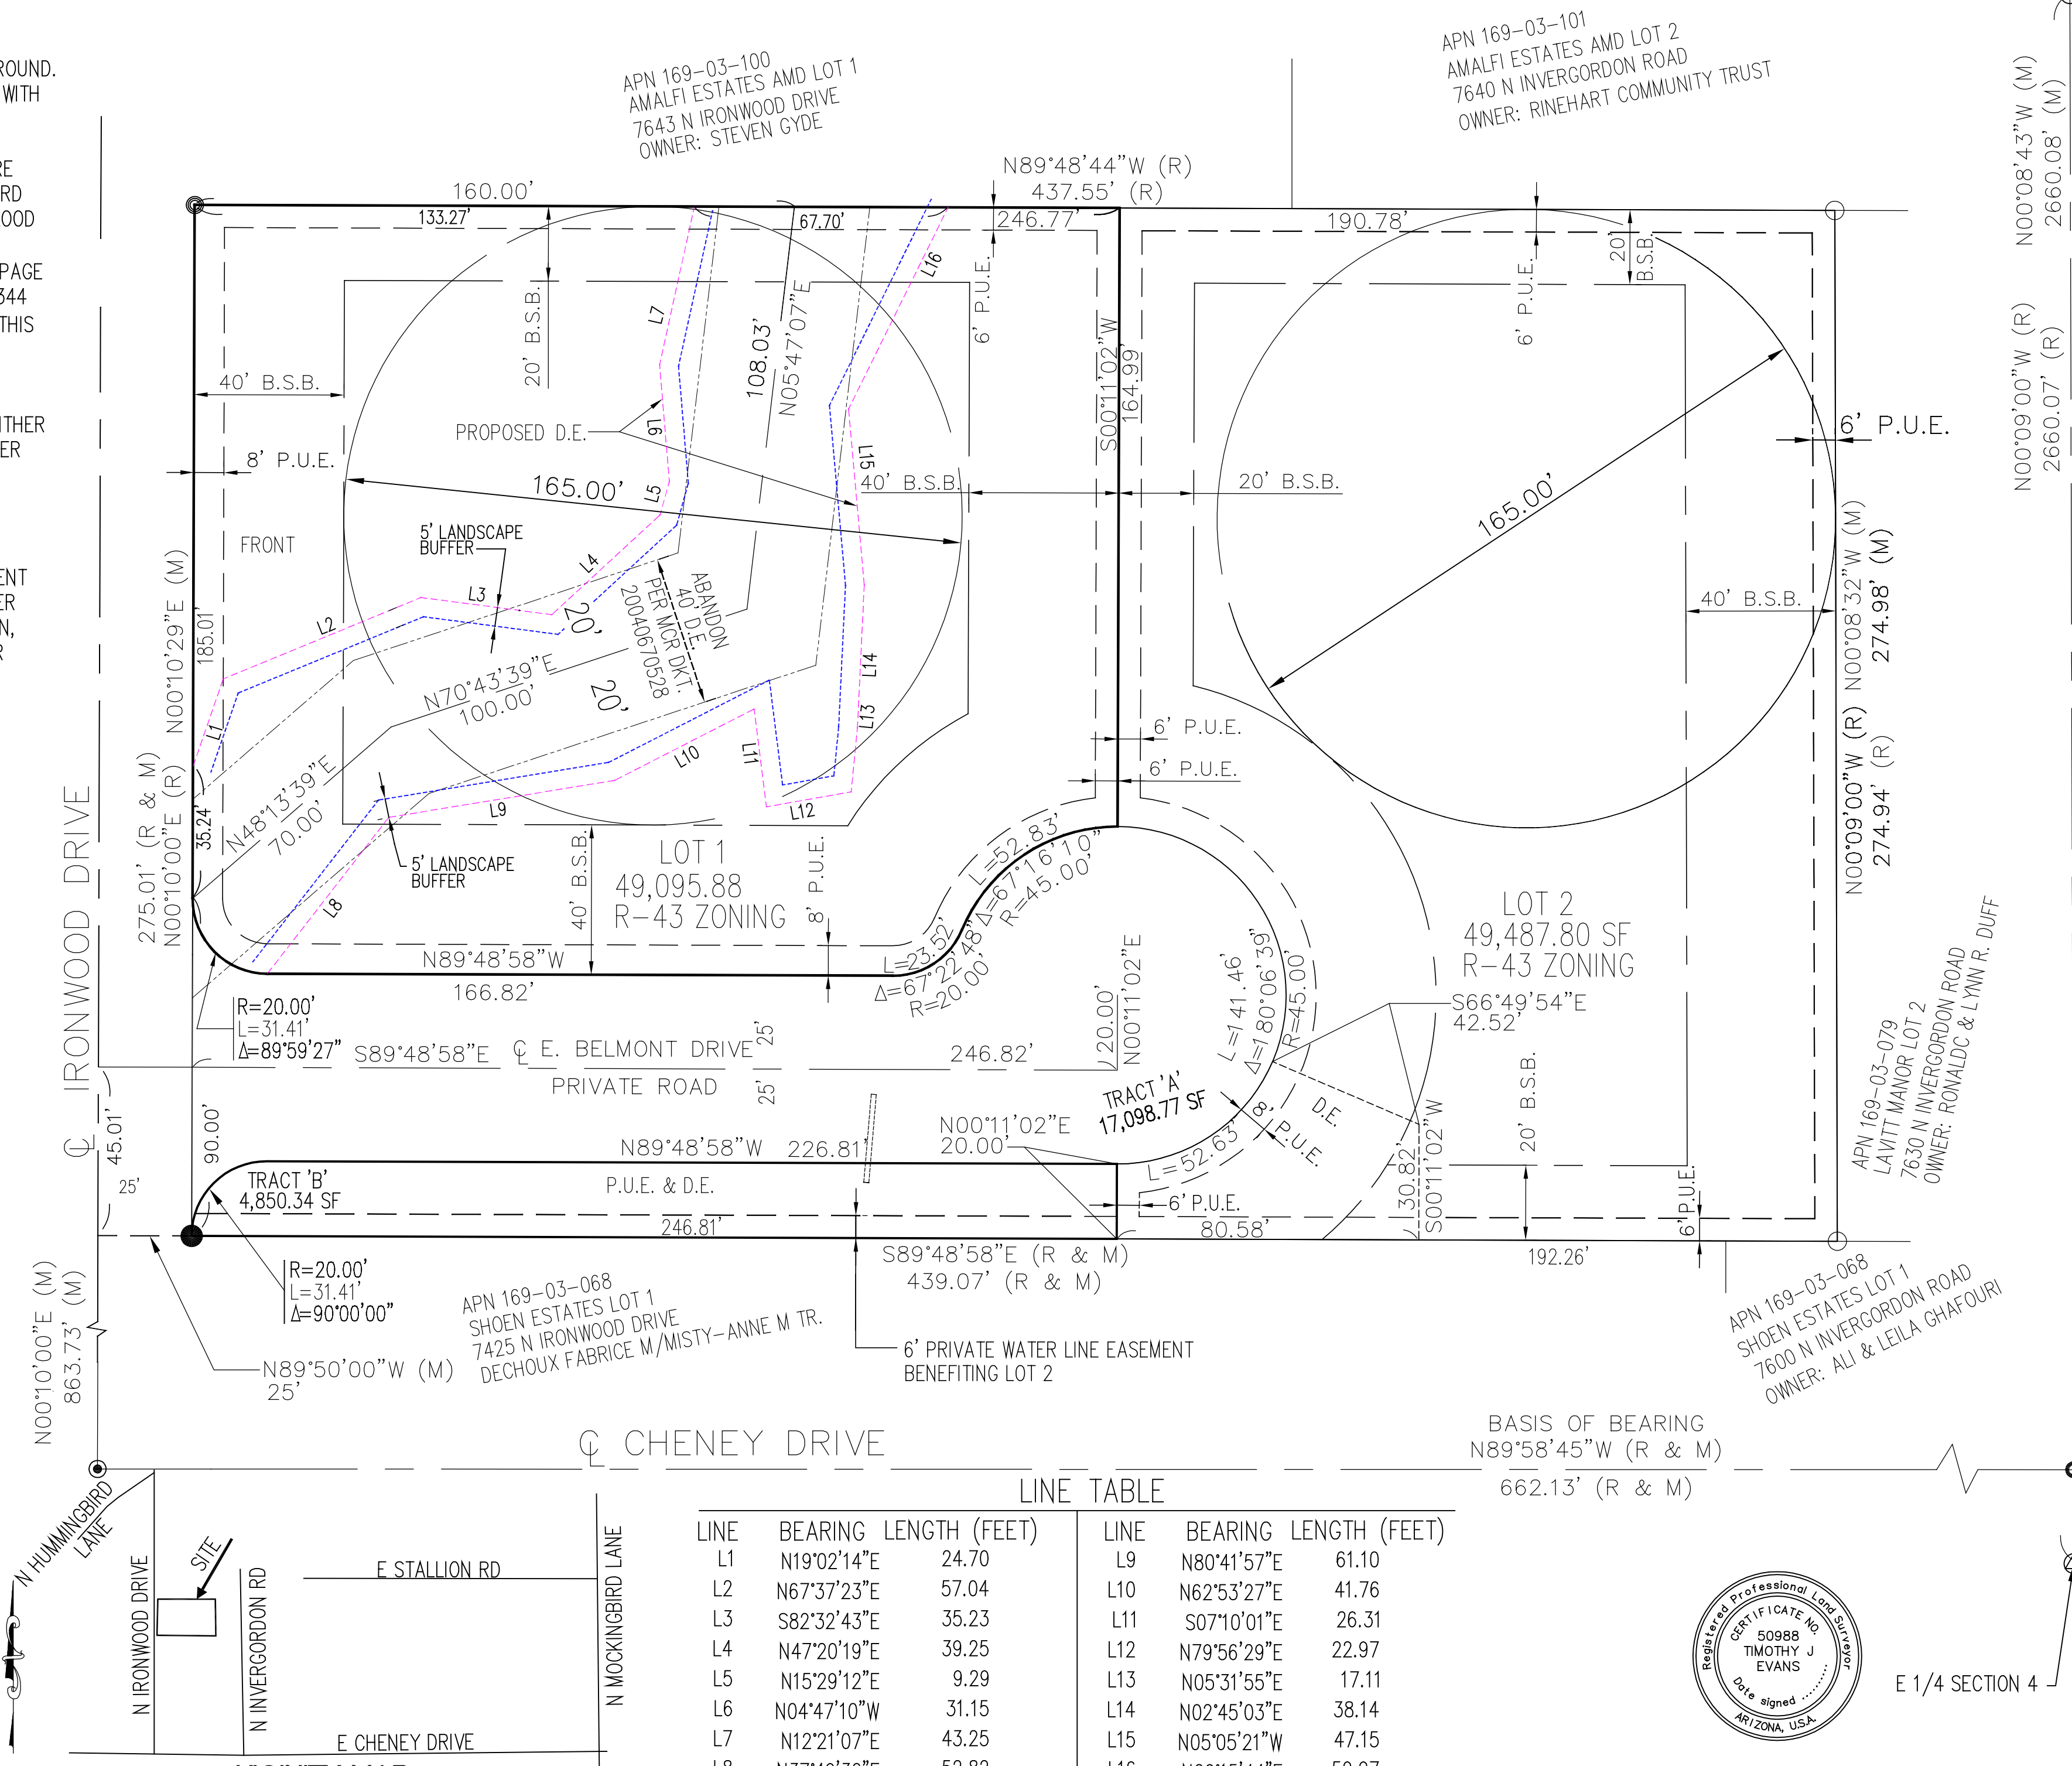 ROUND.
WITH
RE
RD
OOD
PAGE
344
THIS
ITHER
ER
ENT
ER
N,
R
APN 169-03-100
AMALFI ESTATES AMD LOT 1
7643 N IRONWOOD DRIVE
OWNER: STEVEN GYDE
APN 169-03-101
AMALFI ESTATES AMD LOT 2
7640 N INVERGORDON ROAD
OWNER: RINEHART COMMUNITY TRUST
N00°08'43"W (M)
2660.08' (M)
N00°09'00"W (R)
2660.07' (R)
N89°48'44"W (R)
437.55' (R)
160.00'
133.27'
67.70'
246.77'
190.78'
20' B.S.B.
6' P.U.E.
6' P.U.E.
20'
B.S.B.
L7
L16
108.03'
N05°47'07"E
S00°11'02"W
164.99'
40' B.S.B.
8' P.U.E.
PROPOSED D.E.
L6
L15
L5
165.00'
40' B.S.B.
20' B.S.B.
165.00'
6' P.U.E.
FRONT
5' LANDSCAPE
BUFFER
L4
L3
L2
L1
20'
20'
ABANDON
40' D.E.
PER MCR DKT.
20040670528
N70°43'39"E
100.00'
L14
L13
L10
L11
L12
L9
L8
N48°13'39"E
70.00'
35.24'
185.01'
N00°10'29"E (M)
275.01' (R & M)
N00°10'00"E (R)
℄ IRONWOOD DRIVE
40' B.S.B.
N00°08'32"W (M)
274.98' (M)
N00°09'00"W (R)
274.94' (R)
6' P.U.E.
6' P.U.E.
5' LANDSCAPE
BUFFER
40' B.S.B.
LOT 1
49,095.88
R-43 ZONING
8' P.U.E.
L=52.83'
Δ=67°16'10"
R=45.00'
L=23.52'
Δ=67°22'48"
R=20.00'
N89°48'58"W
166.82'
R=20.00'
L=31.41'
Δ=89°59'27"
LOT 2
49,487.80 SF
R-43 ZONING
S66°49'54"E
42.52'
L=141.46'
Δ=180°06'39"
R=45.00'
20.00'
N00°11'02"E
S89°48'58"E
℄ E. BELMONT DRIVE
25'
246.82'
PRIVATE ROAD
25'
TRACT 'A'
17,098.77 SF
N00°11'02"E
20.00'
N89°48'58"W
226.81'
8'
P.U.E.
D.E.
L=52.63'
30.82'
S00°11'02"W
20' B.S.B.
6' P.U.E.
45.01'
25'
90.00'
TRACT 'B'
4,850.34 SF
P.U.E. & D.E.
246.81'
6' P.U.E.
80.58'
192.26'
S89°48'58"E (R & M)
439.07' (R & M)
APN 169-03-079
LAVITT MANOR LOT 2
7630 N INVERGORDON ROAD
OWNER: RONALDC & LYNN R. DUFF
R=20.00'
L=31.41'
Δ=90°00'00"
APN 169-03-068
SHOEN ESTATES LOT 1
7425 N IRONWOOD DRIVE
DECHOUX FABRICE M/MISTY-ANNE M TR.
N89°50'00"W (M)
25'
6' PRIVATE WATER LINE EASEMENT
BENEFITING LOT 2
APN 169-03-068
SHOEN ESTATES LOT 1
7600 N INVERGORDON ROAD
OWNER: ALI & LEILA GHAFOURI
N00°10'00"E (M)
863.73' (M)
℄ CHENEY DRIVE
BASIS OF BEARING
N89°58'45"W (R & M)
662.13' (R & M)
N HUMMINGBIRD
LANE
N IRONWOOD DRIVE
SITE
N INVERGORDON RD
E STALLION RD
N MOCKINGBIRD LANE
E CHENEY DRIVE
LINE TABLE
LINE BEARING LENGTH (FEET) LINE BEARING LENGTH (FEET)
L1 N19°02'14"E 24.70 L9 N80°41'57"E 61.10
L2 N67°37'23"E 57.04 L10 N62°53'27"E 41.76
L3 S82°32'43"E 35.23 L11 S07°10'01"E 26.31
L4 N47°20'19"E 39.25 L12 N79°56'29"E 22.97
L5 N15°29'12"E 9.29 L13 N05°31'55"E 17.11
L6 N04°47'10"W 31.15 L14 N02°45'03"E 38.14
L7 N12°21'07"E 43.25 L15 N05°05'21"W 47.15
L8 L16
Registered Professional Land Surveyor
CERTIFICATE NO.
50988
TIMOTHY J
EVANS
Date signed ........
ARIZONA, U.S.A.
E 1/4 SECTION 4